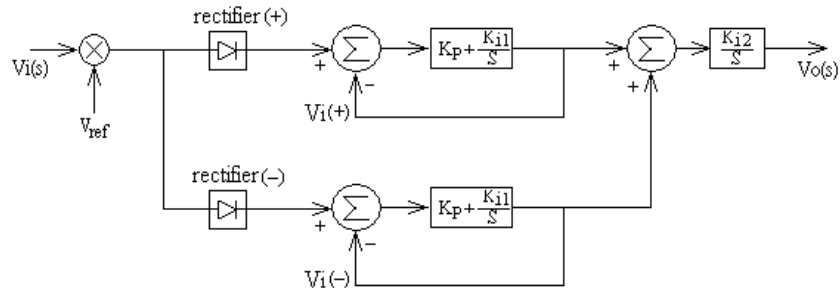 rectifier (+)
Vi(s)
Vref
+
Σ
−
Vi(+)
Kp + Ki1/S
+
Σ
+
Ki2/S
Vo(s)
rectifier (−)
+
Σ
−
Vi(−)
Kp + Ki1/S